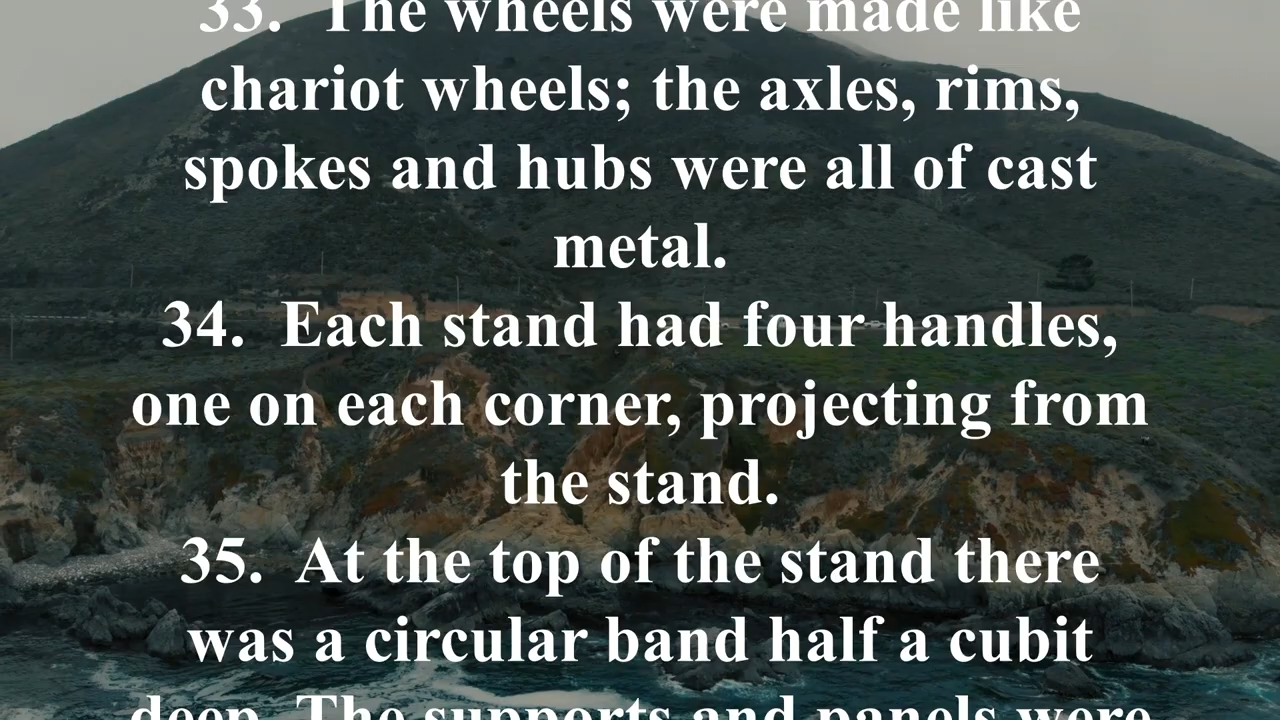 33. The wheels were made like
chariot wheels; the axles, rims,
spokes and hubs were all of cast
metal.
34. Each stand had four handles,
one on each corner, projecting from
the stand.
35. At the top of the stand there
was a circular band half a cubit
deep. The supports and panels were